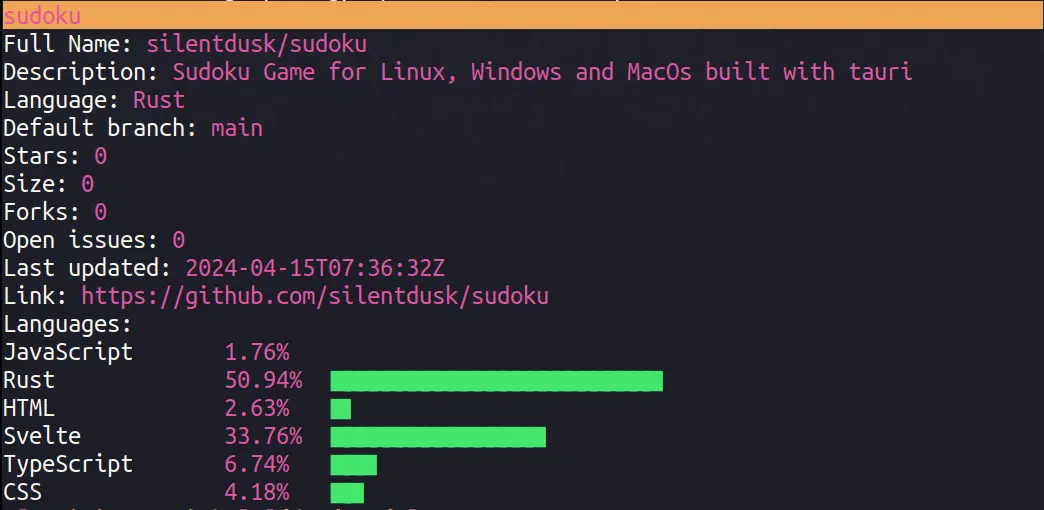 sudoku
Full Name: silentdusk/sudoku
Description: Sudoku Game for Linux, Windows and MacOs built with tauri
Language: Rust
Default branch: main
Stars: 0
Size: 0
Forks: 0
Open issues: 0
Last updated: 2024-04-15T07:36:32Z
Link: https://github.com/silentdusk/sudoku
Languages:
JavaScript 1.76%
Rust 50.94%
HTML 2.63%
Svelte 33.76%
TypeScript 6.74%
CSS 4.18%